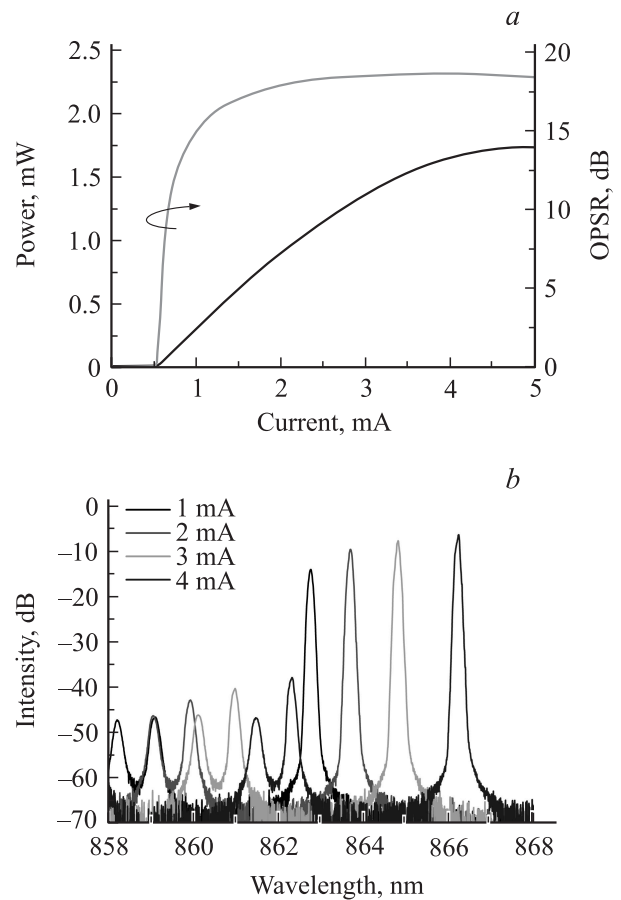 a
2.5
2.0
1.5
1.0
0.5
0
Power, mW
20
15
10
5
0
OPSR, dB
0 1 2 3 4 5
Current, mA
b
1 mA
2 mA
3 mA
4 mA
0
–10
–20
–30
–40
–50
–60
–70
Intensity, dB
858 860 862 864 866 868
Wavelength, nm